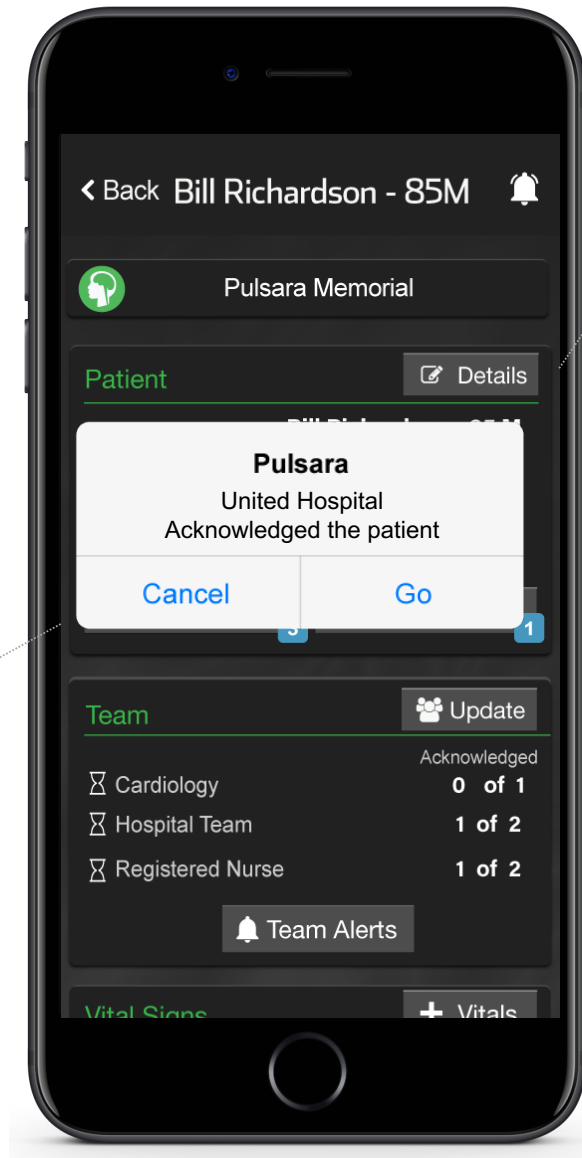 Back Bill Richardson - 85M
Pulsara Memorial
Patient
Details
Pulsara
United Hospital
Acknowledged the patient
Cancel
Go
3
1
Team
Update
Acknowledged
Cardiology 0 of 1
Hospital Team 1 of 2
Registered Nurse 1 of 2
Team Alerts
Vital Signs
Vitals